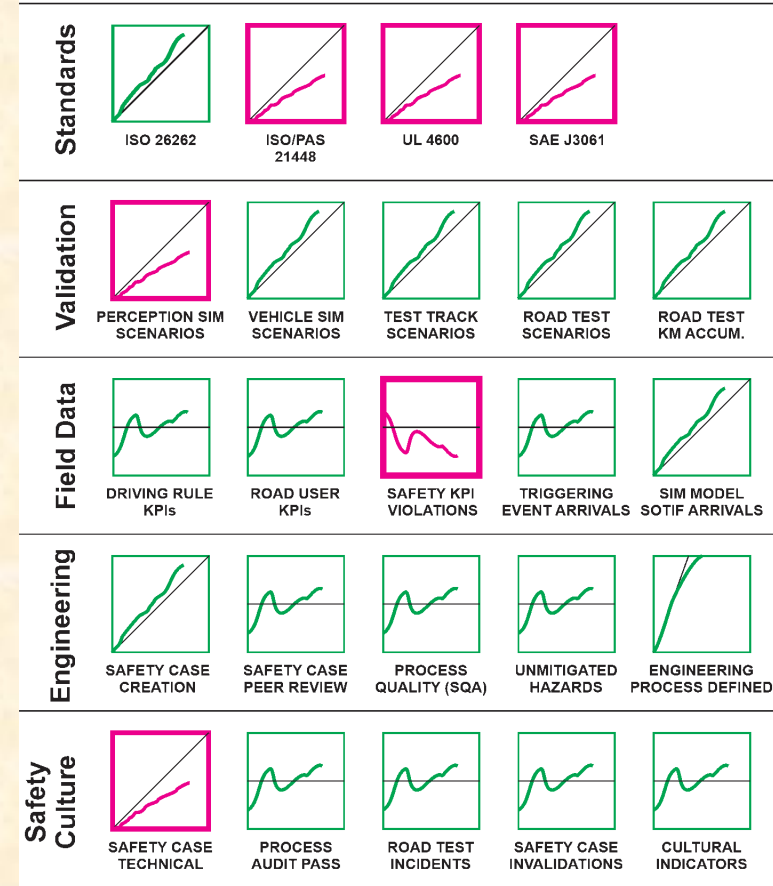 Standards
ISO 26262
ISO/PAS
21448
UL 4600
SAE J3061
Validation
PERCEPTION SIM
SCENARIOS
VEHICLE SIM
SCENARIOS
TEST TRACK
SCENARIOS
ROAD TEST
SCENARIOS
ROAD TEST
KM ACCUM.
Field Data
DRIVING RULE
KPIs
ROAD USER
KPIs
SAFETY KPI
VIOLATIONS
TRIGGERING
EVENT ARRIVALS
SIM MODEL
SOTIF ARRIVALS
Engineering
SAFETY CASE
CREATION
SAFETY CASE
PEER REVIEW
PROCESS
QUALITY (SQA)
UNMITIGATED
HAZARDS
ENGINEERING
PROCESS DEFINED
Safety
Culture
SAFETY CASE
TECHNICAL
PROCESS
AUDIT PASS
ROAD TEST
INCIDENTS
SAFETY CASE
INVALIDATIONS
CULTURAL
INDICATORS